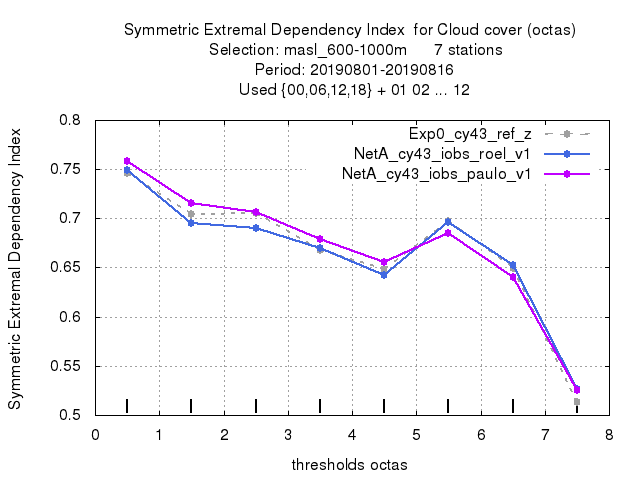 Symmetric Extremal Dependency Index  for Cloud cover (octas)
Selection: masl_600-1000m      7 stations
Period: 20190801-20190816
Used {00,06,12,18} + 01 02 ... 12
Exp0_cy43_ref_z
NetA_cy43_iobs_roel_v1
NetA_cy43_iobs_paulo_v1
Symmetric Extremal Dependency Index
0.8
0.75
0.7
0.65
0.6
0.55
0.5
0 1 2 3 4 5 6 7 8
thresholds octas